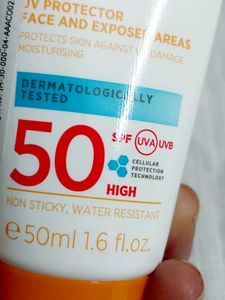 UV PROTECTOR
FACE AND EXPOSED AREAS
PROTECTS SKIN AGAINST UV DAMAGE
MOISTURISING
DERMATOLOGICALLY
TESTED
50 SPF UVA UVB
CELLULAR
PROTECTION
TECHNOLOGY
HIGH
NON STICKY, WATER RESISTANT
e50ml 1.6 fl.oz.